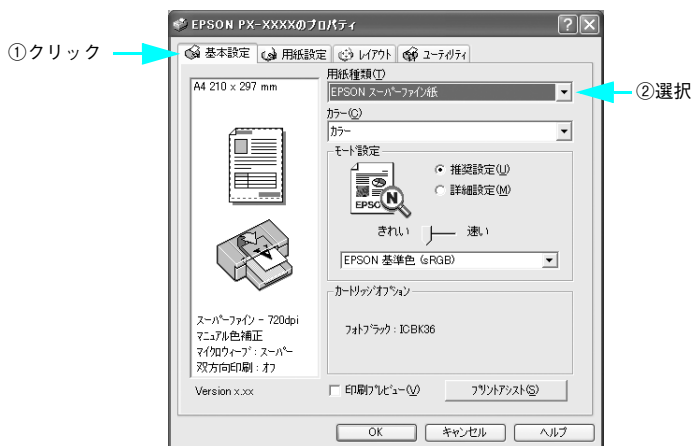 EPSON PX-XXXXのプロパティ
①クリック
基本設定 用紙設定 レイアウト ユーティリティ
A4 210 x 297 mm
用紙種類(T)
EPSON スーパーファイン紙
②選択
カラー(C)
カラー
モード設定
推奨設定(U)
詳細設定(M)
EPSO N
きれい 速い
EPSON 基準色 (sRGB)
カートリッジオプション
フォトブラック : ICBK36
スーパーファイン - 720dpi
マニュアル色補正
マイクロウィーブ : スーパー
双方向印刷 : オフ
Version x.xx
印刷プレビュー(V)
プリントアシスト(S)
OK キャンセル ヘルプ